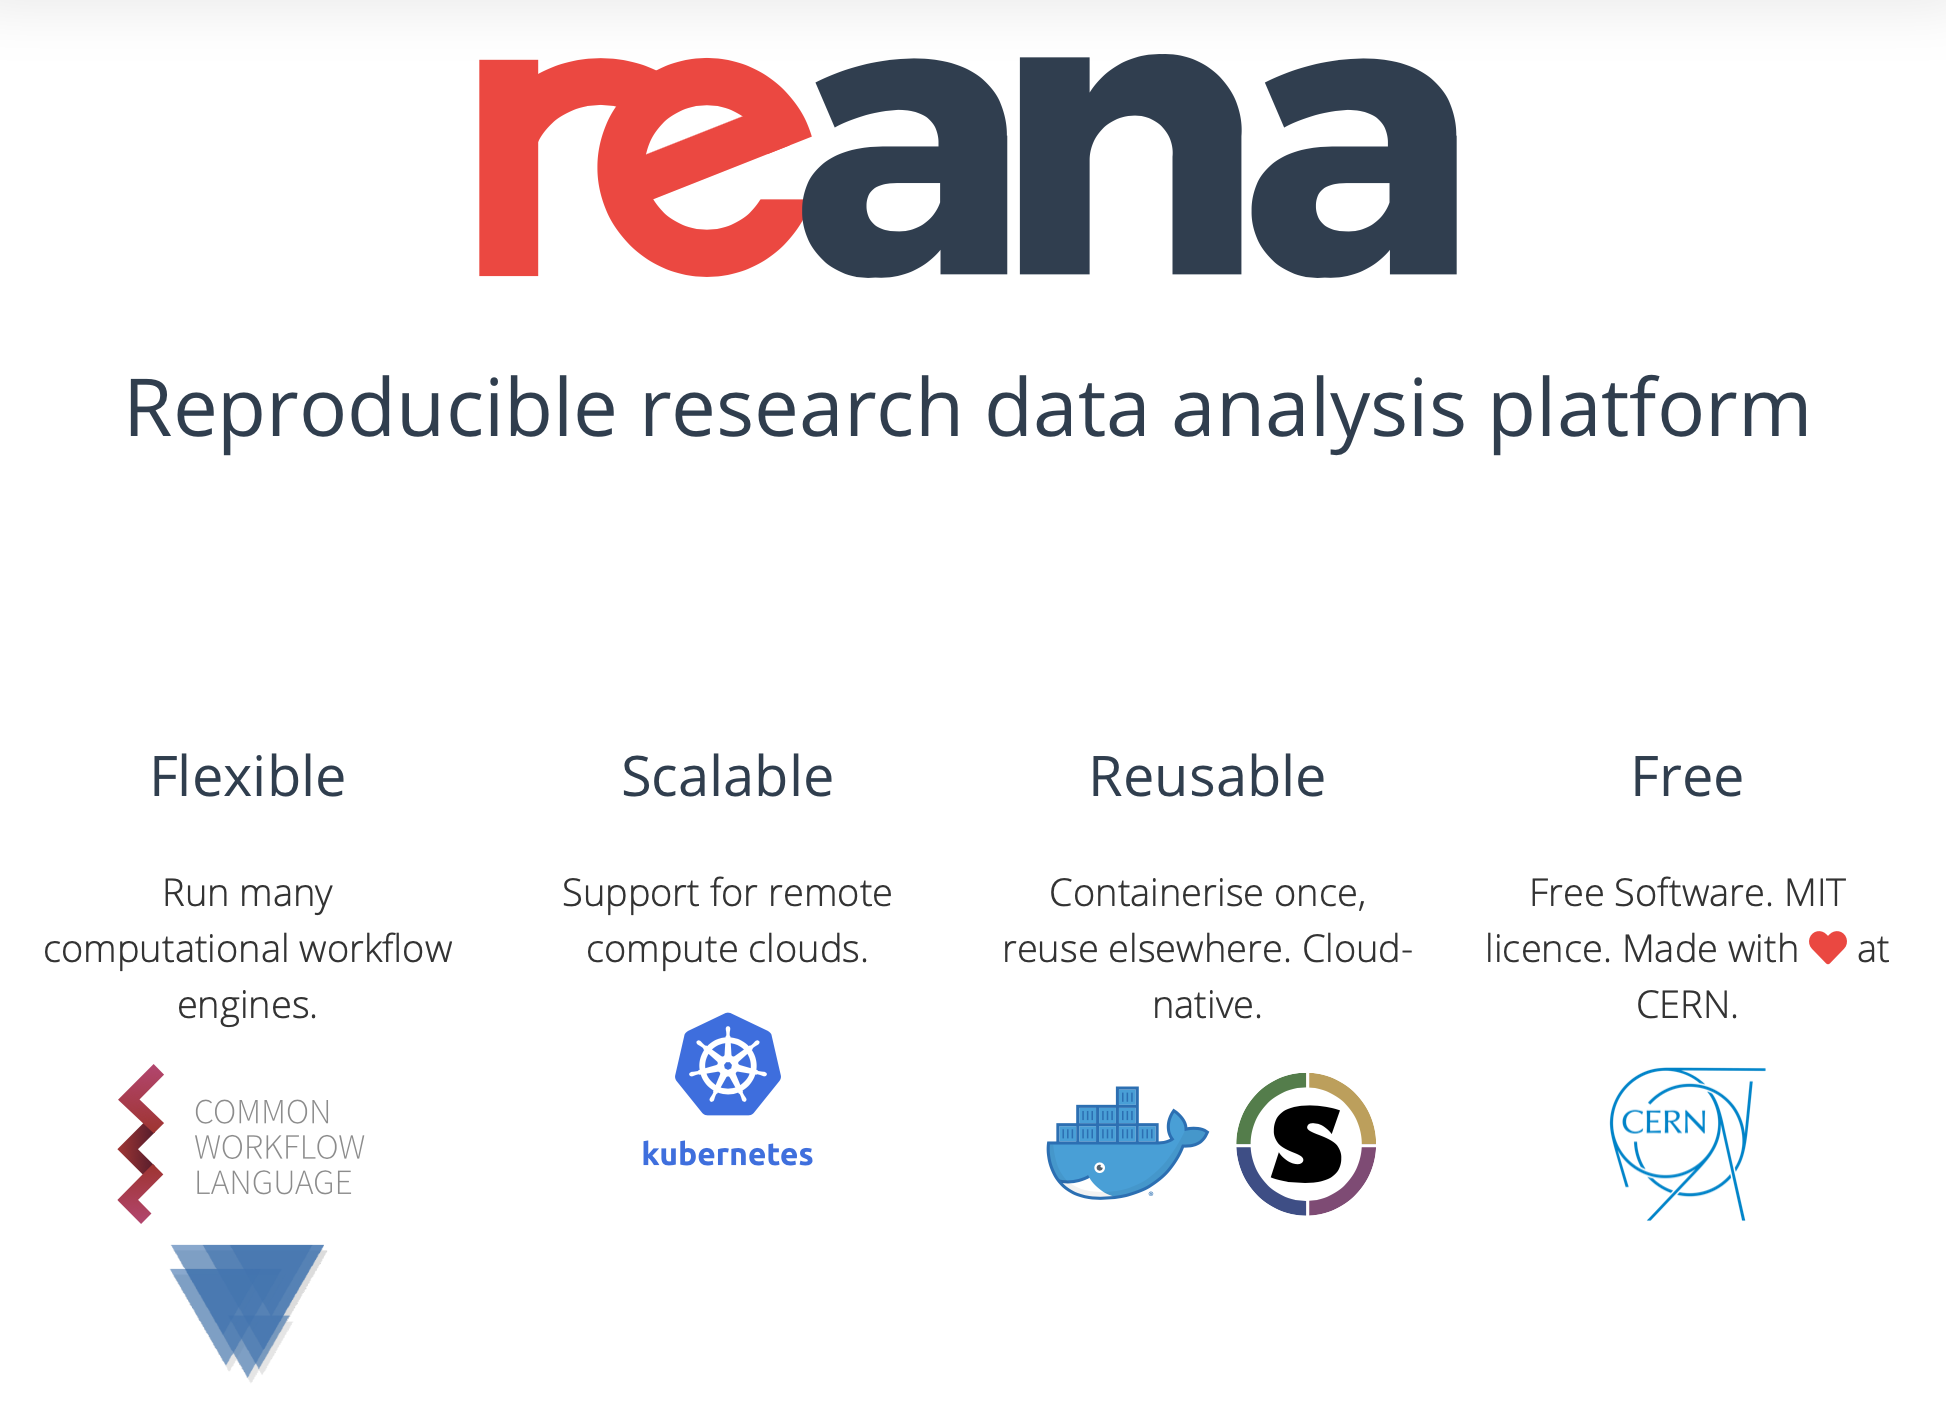 reana
Reproducible research data analysis platform
Flexible
Run many
computational workflow
engines.
COMMON
WORKFLOW
LANGUAGE
Scalable
Support for remote
compute clouds.
kubernetes
Reusable
Containerise once,
reuse elsewhere. Cloud-
native.
S
Free
Free Software. MIT
licence. Made with ❤ at
CERN.
CERN